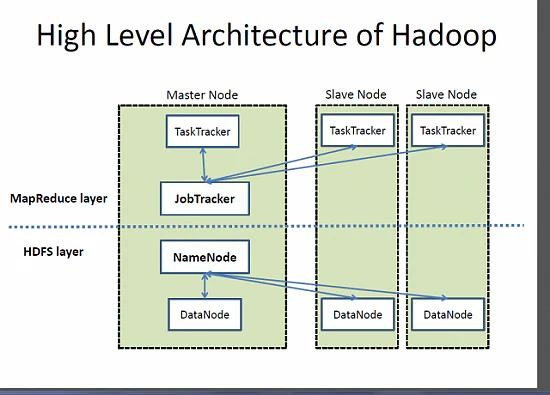 High Level Architecture of Hadoop
Master Node
Slave Node
Slave Node
TaskTracker
TaskTracker
TaskTracker
MapReduce layer
JobTracker
HDFS layer
NameNode
DataNode
DataNode
DataNode